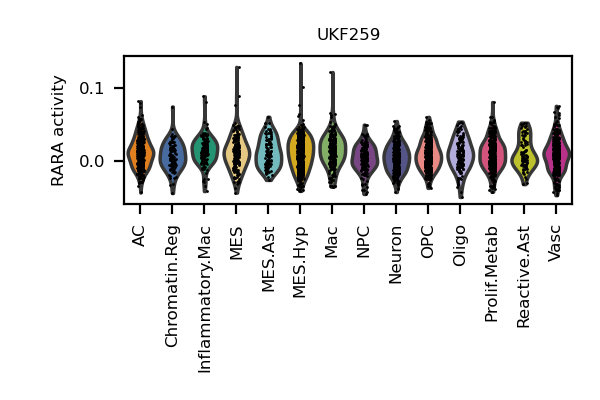 UKF259
RARA activity
0.1
0.0
AC
Chromatin.Reg
Inflammatory.Mac
MES
MES.Ast
MES.Hyp
Mac
NPC
Neuron
OPC
Oligo
Prolif.Metab
Reactive.Ast
Vasc